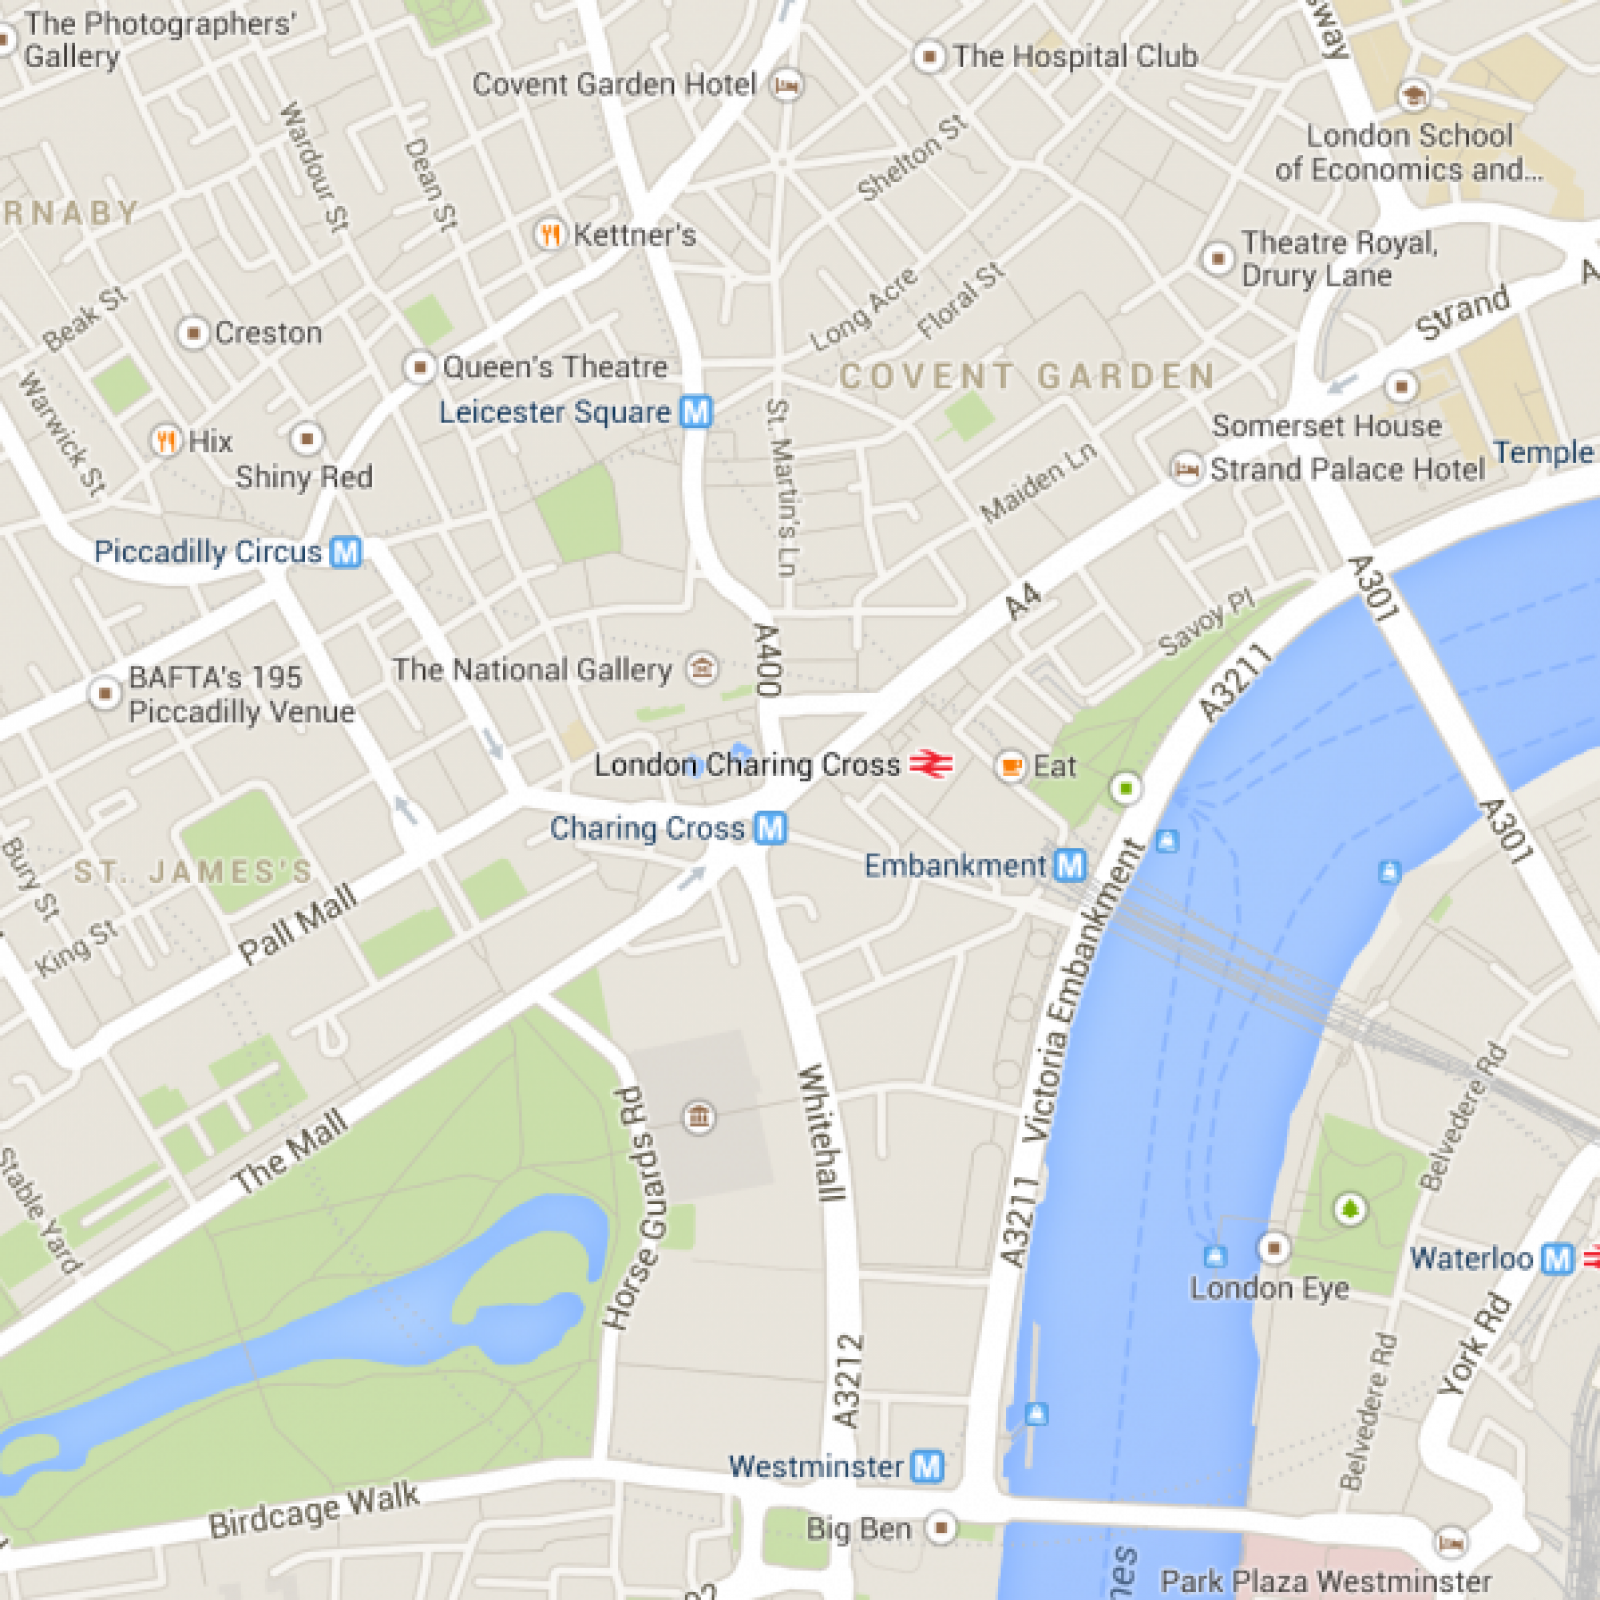 The Photographers'
Gallery
Covent Garden Hotel
The Hospital Club
London School
of Economics and...
Wardour St
Dean St
Shelton St
RNABY
Kettner's
Theatre Royal,
Drury Lane
Beak St
Creston
Long Acre
Floral St
Strand
Queen's Theatre
COVENT GARDEN
Leicester Square
Warwick St
Hix
Shiny Red
St. Martin's Ln
Somerset House
Maiden Ln
Strand Palace Hotel
Temple
Piccadilly Circus
A4
A301
Savoy Pl
BAFTA's 195
Piccadilly Venue
The National Gallery
A400
A3211
London Charing Cross
Eat
Charing Cross
A301
Bury St
ST. JAMES'S
Embankment
King St
Pall Mall
Victoria Embankment
Whitehall
Horse Guards Rd
Belvedere Rd
The Mall
Stable Yard
A3211
Waterloo
London Eye
York Rd
A3212
Belvedere Rd
Westminster
Birdcage Walk
Big Ben
Park Plaza Westminster